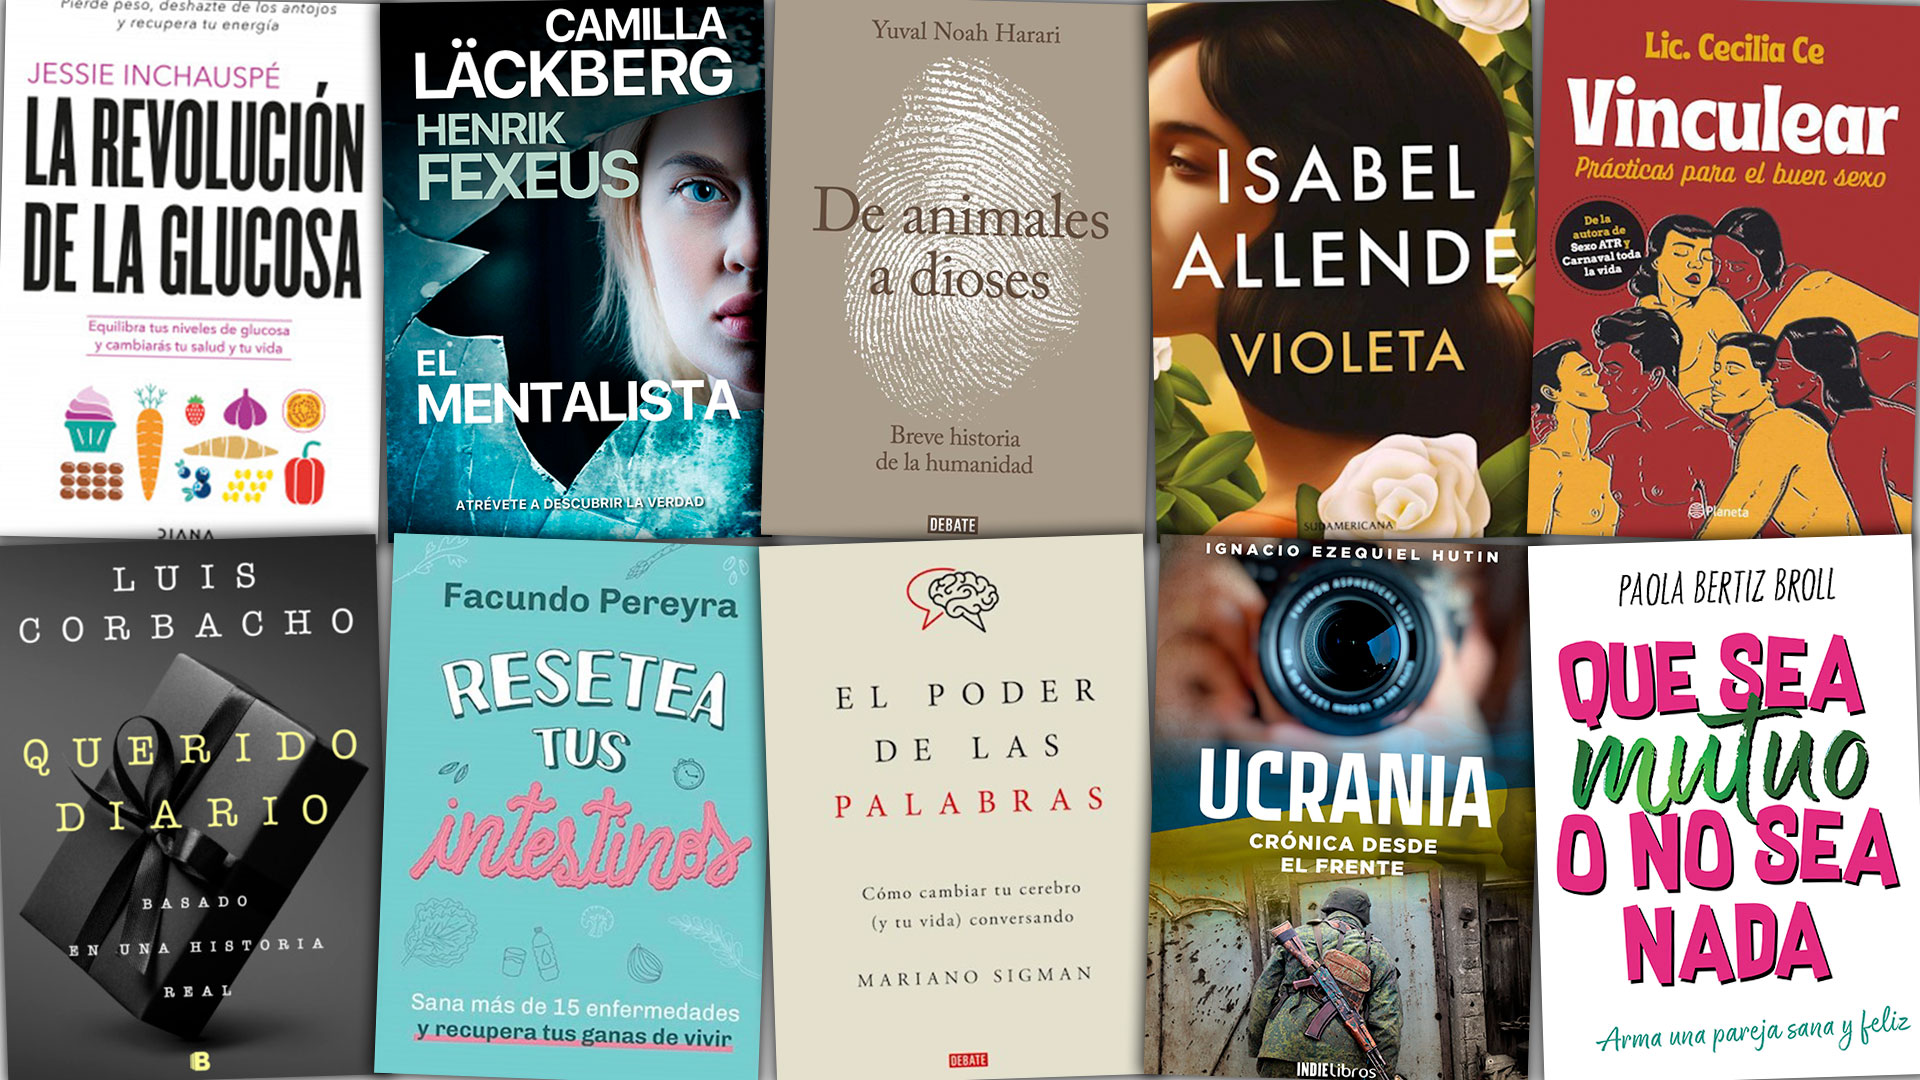 Pierde peso, deshazte de los antojos
y recupera tu energía
JESSIE INCHAUSPÉ
LA REVOLUCIÓN
DE LA GLUCOSA
Equilibra tus niveles de glucosa
y cambiarás tu salud y tu vida
DIANA
CAMILLA
LÄCKBERG
HENRIK
FEXEUS
EL
MENTALISTA
ATRÉVETE A DESCUBRIR LA VERDAD
Yuval Noah Harari
De animales
a dioses
Breve historia
de la humanidad
DEBATE
ISABEL
ALLENDE
VIOLETA
SUDAMERICANA
Lic. Cecilia Ce
Vinculear
Prácticas para el buen sexo
De la
autora de
Sexo ATR y
Carnaval toda
la vida
Planeta
LUIS
CORBACHO
QUERIDO
DIARIO
BASADO
EN UNA HISTORIA
REAL
B
Facundo Pereyra
RESETEA
TUS
intestinos
Sana más de 15 enfermedades
y recupera tus ganas de vivir
EL PODER
DE LAS
PALABRAS
Cómo cambiar tu cerebro
(y tu vida) conversando
MARIANO SIGMAN
DEBATE
IGNACIO EZEQUIEL HUTIN
UCRANIA
CRÓNICA DESDE
EL FRENTE
INDIELIBROS
PAOLA BERTIZ BROLL
QUE SEA
mutuo
O NO SEA
NADA
Arma una pareja sana y feliz